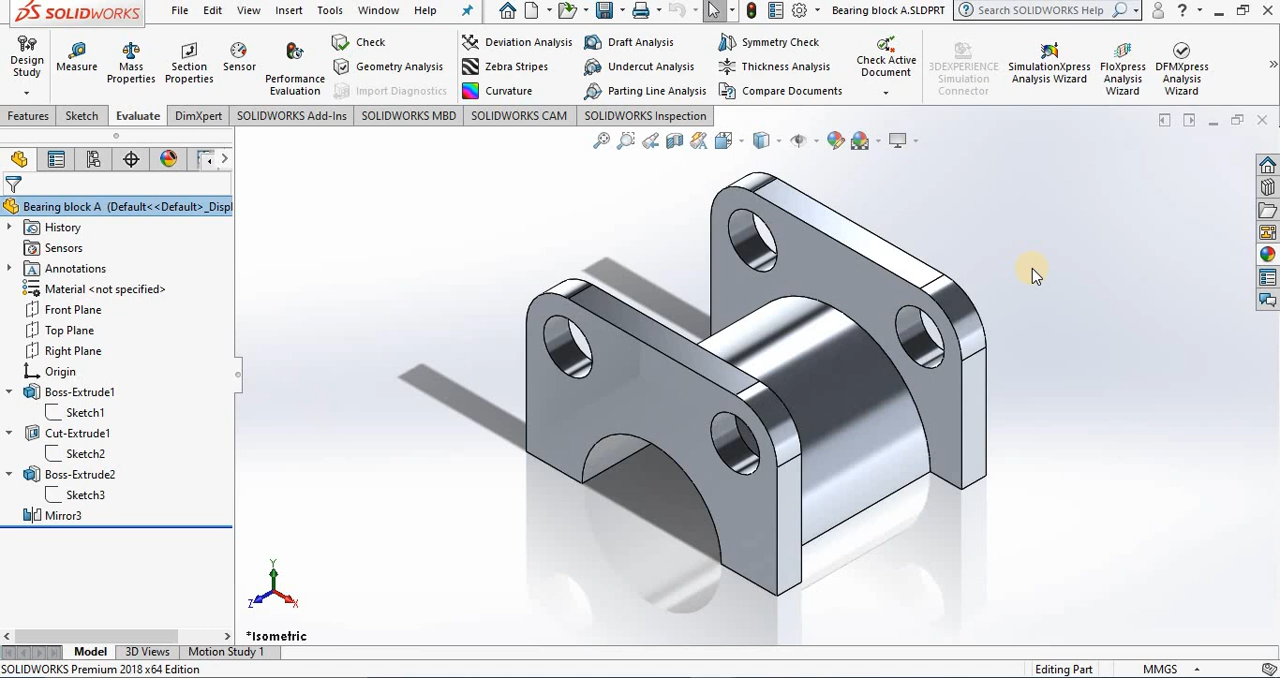 SOLIDWORKS File Edit View Insert Tools Window Help Bearing block A.SLDPRT Search SOLIDWORKS Help ?
Design Study
Measure
Mass Properties
Section Properties
Sensor
Performance Evaluation
Check
Geometry Analysis
Import Diagnostics
Deviation Analysis
Zebra Stripes
Curvature
Draft Analysis
Undercut Analysis
Parting Line Analysis
Symmetry Check
Thickness Analysis
Compare Documents
Check Active Document
3DEXPERIENCE Simulation Connector
SimulationXpress Analysis Wizard
FloXpress Analysis Wizard
DFMXpress Analysis Wizard
Features Sketch Evaluate DimXpert SOLIDWORKS Add-Ins SOLIDWORKS MBD SOLIDWORKS CAM SOLIDWORKS Inspection
Bearing block A (Default<<Default>_Displ
History
Sensors
Annotations
Material <not specified>
Front Plane
Top Plane
Right Plane
Origin
Boss-Extrude1
Sketch1
Cut-Extrude1
Sketch2
Boss-Extrude2
Sketch3
Mirror3
Y
Z
X
*Isometric
Model 3D Views Motion Study 1
SOLIDWORKS Premium 2018 x64 Edition Editing Part MMGS